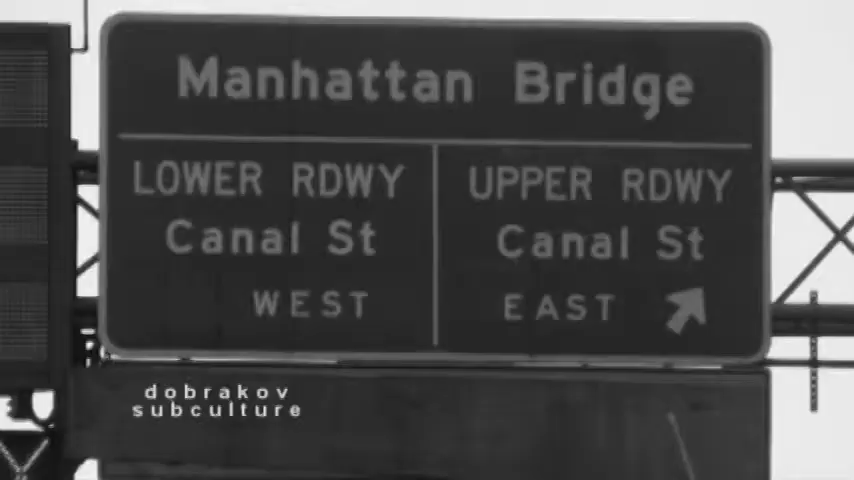 Manhattan Bridge
LOWER RDWY
Canal St
WEST
UPPER RDWY
Canal St
EAST
dobrakov
subculture